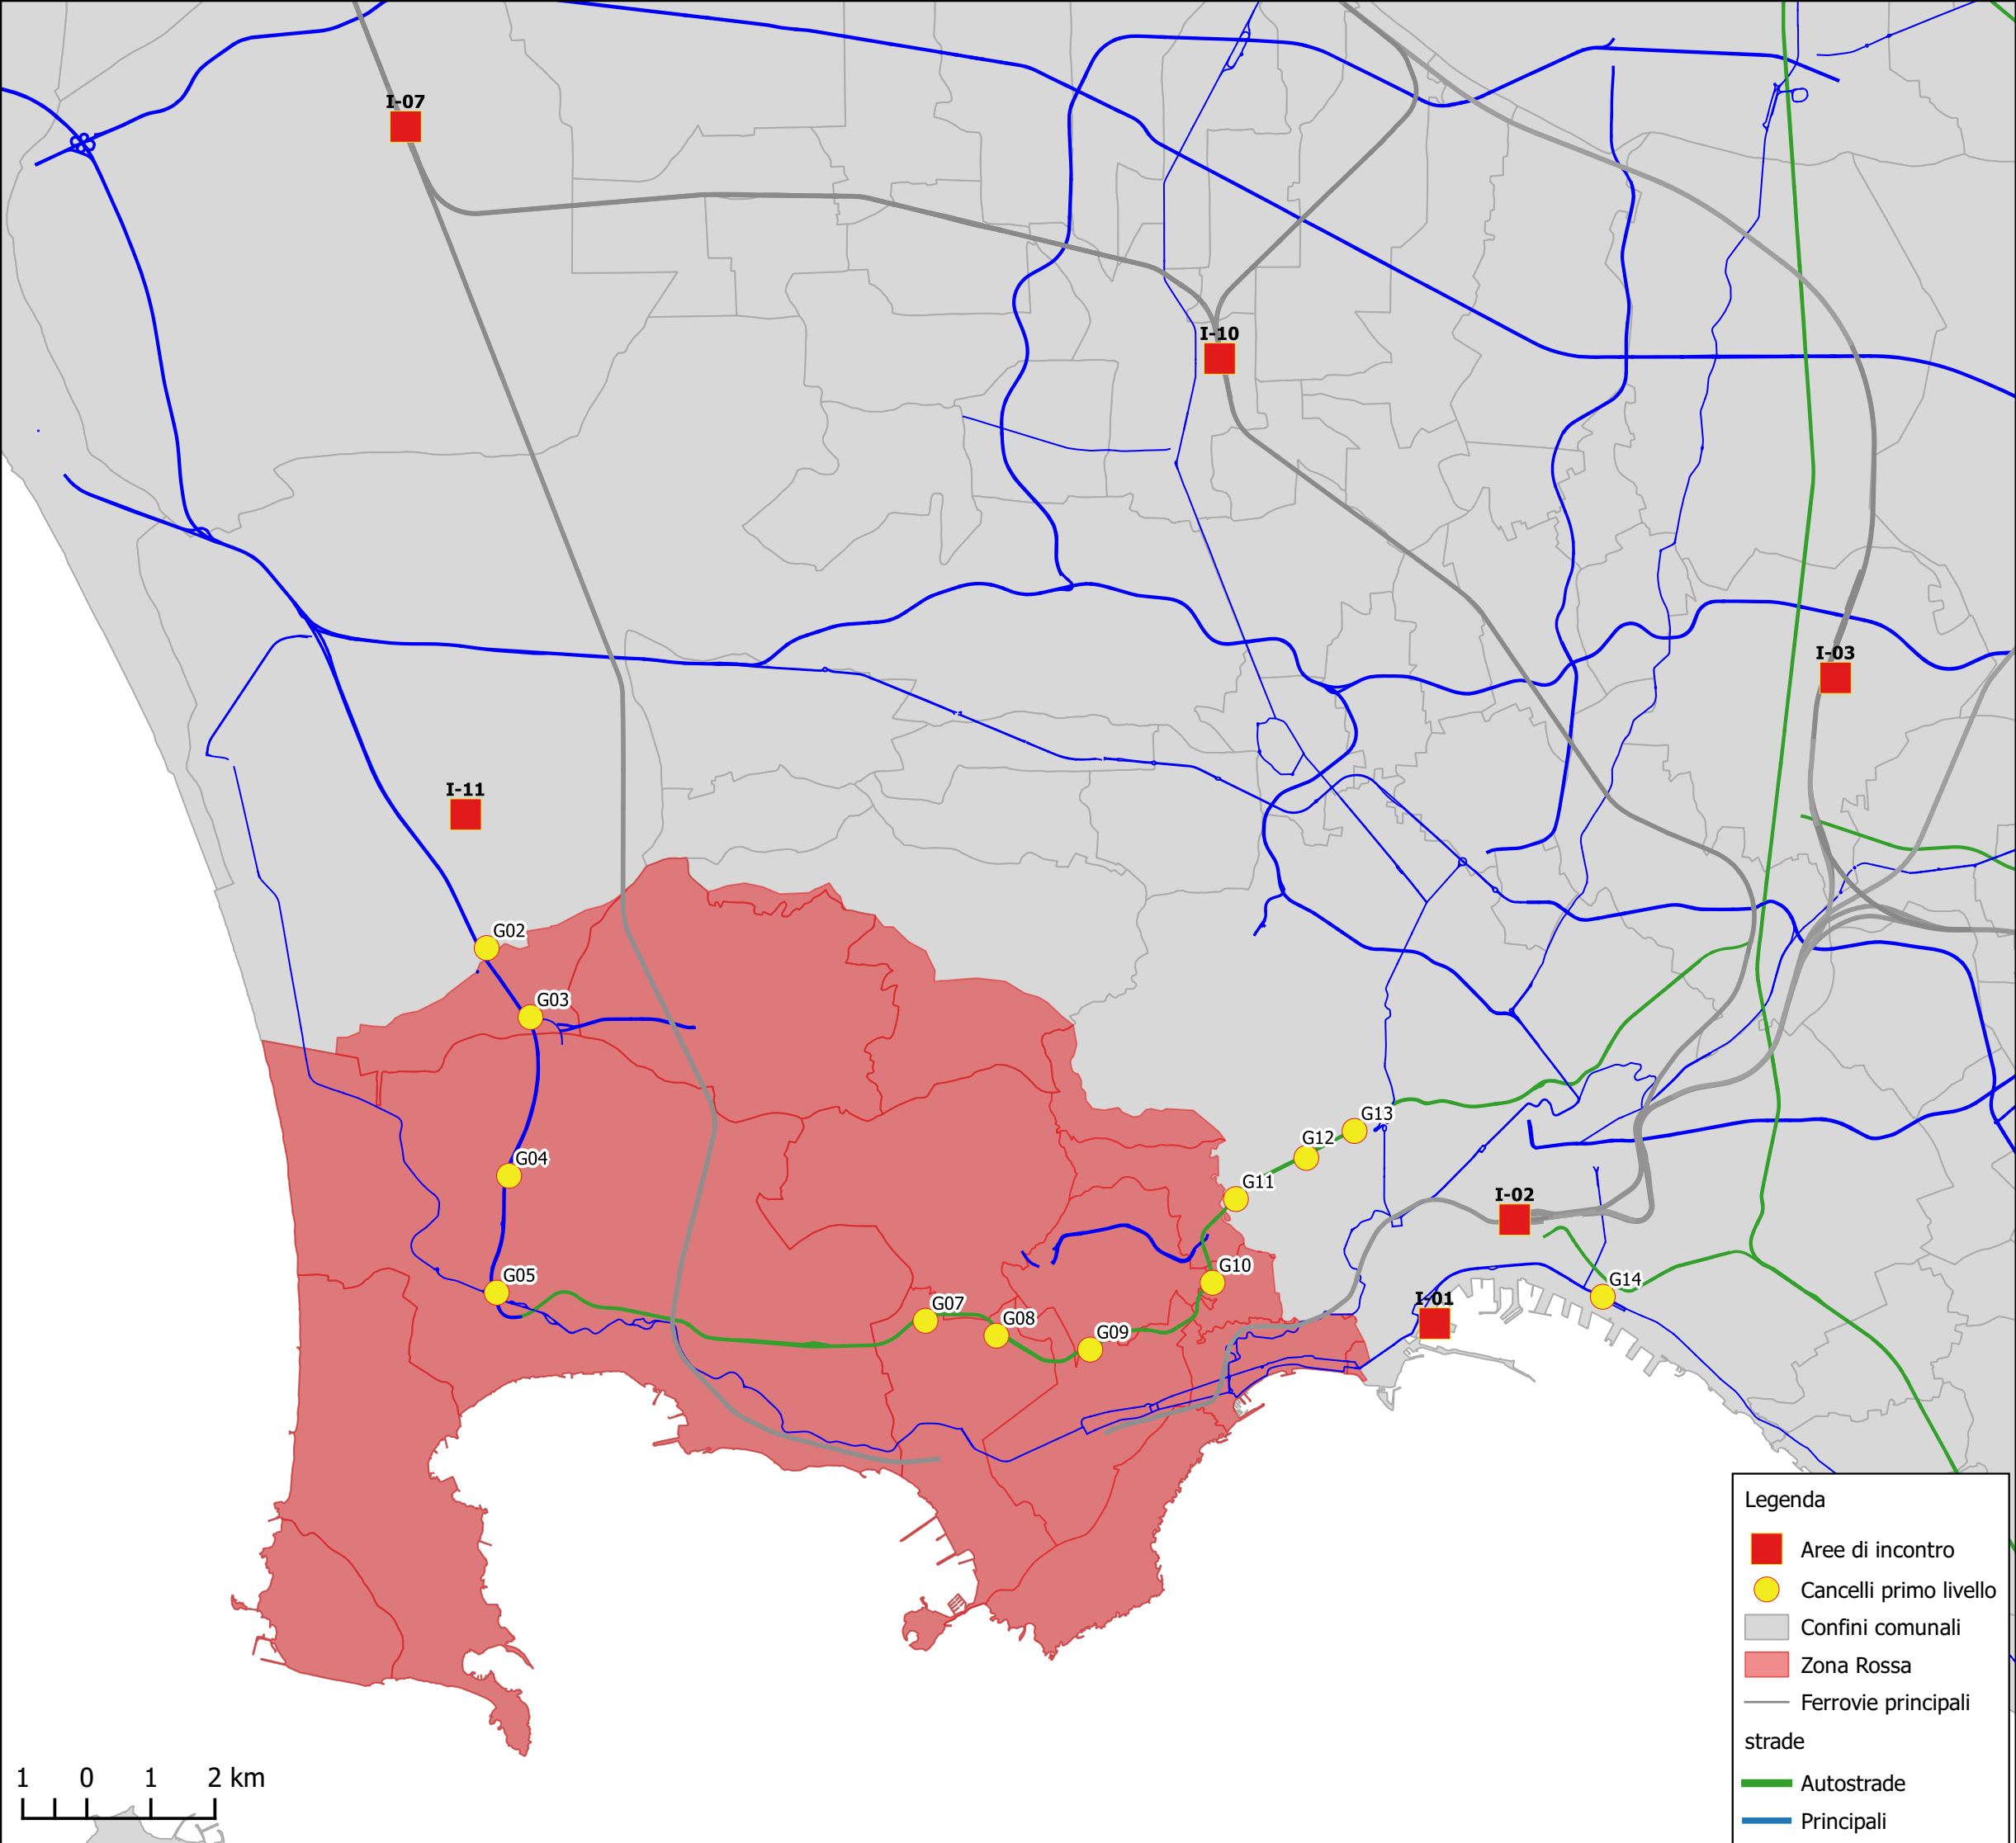 I-07
I-10
I-03
I-11
G02
G03
G13
G12
G04
G11
I-02
G10
G05
G14
I-01
G07
G08
G09
Legenda
Aree di incontro
Cancelli primo livello
Confini comunali
Zona Rossa
Ferrovie principali
strade
Autostrade
Principali
1 0 1 2 km